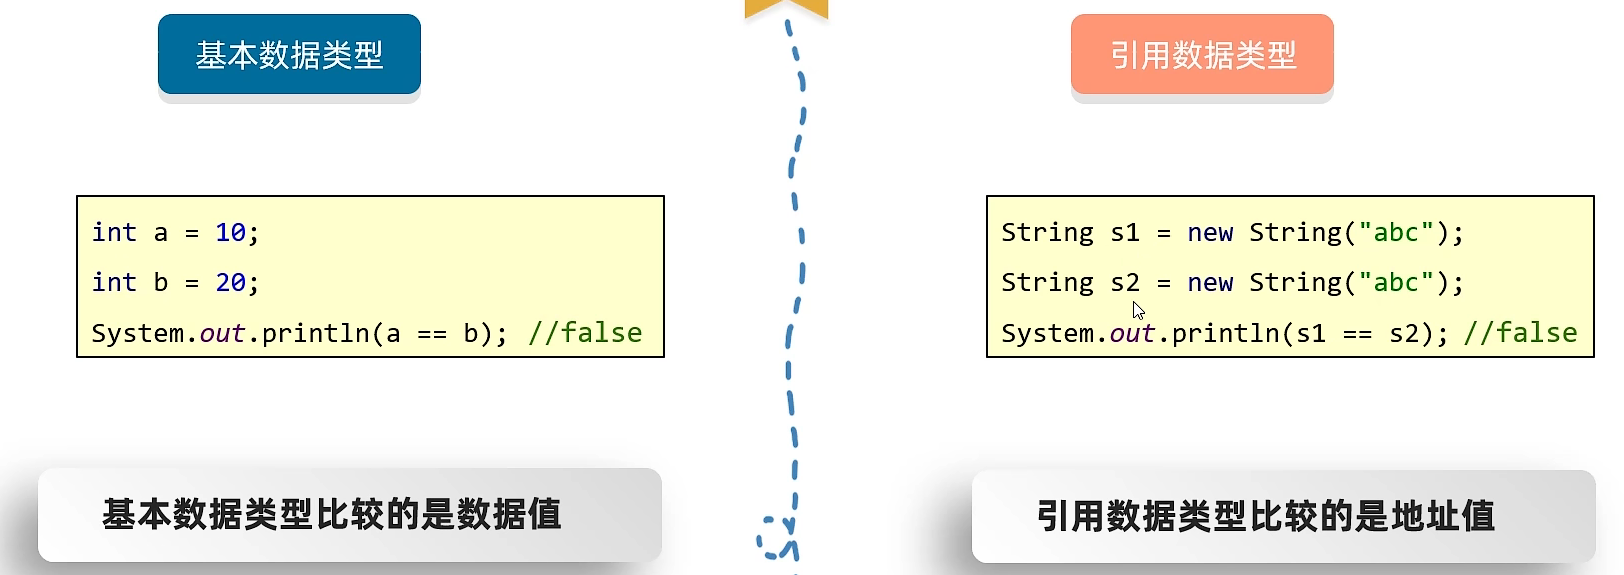 基本数据类型
int a = 10;
int b = 20;
System.out.println(a == b); //false
基本数据类型比较的是数据值
引用数据类型
String s1 = new String("abc");
String s2 = new String("abc");
System.out.println(s1 == s2); //false
引用数据类型比较的是地址值